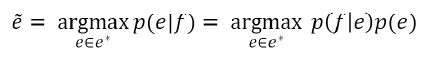 ẽ = argmax p(e|f) = argmax p(f|e)p(e)
e∈e* e∈e*